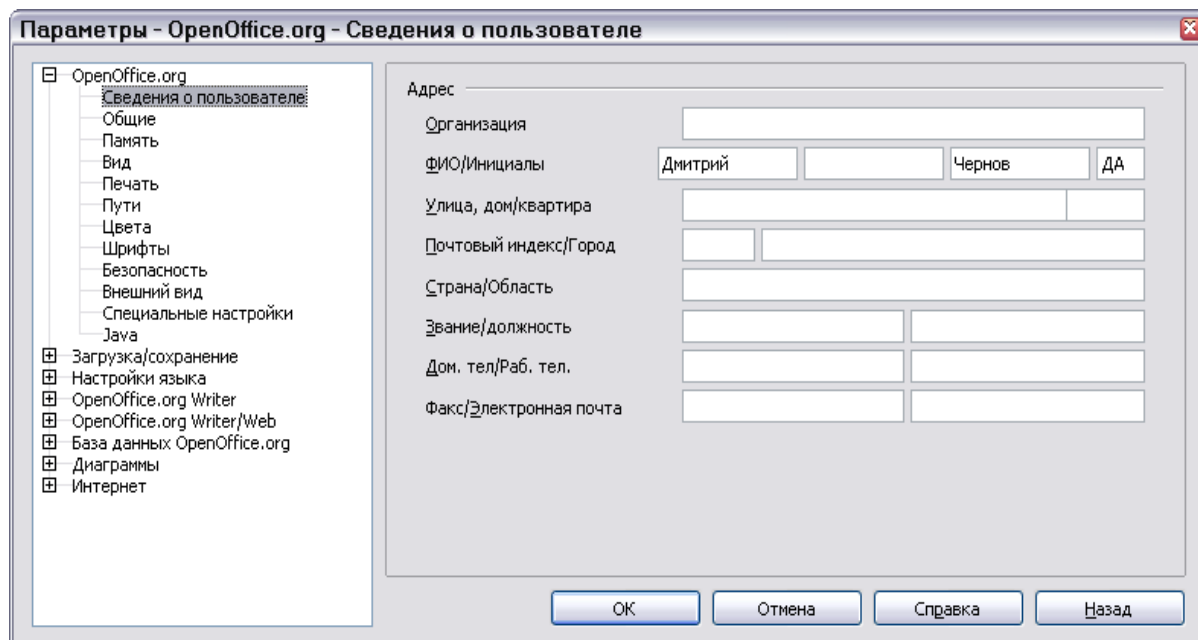 Параметры - OpenOffice.org - Сведения о пользователе
OpenOffice.org
Сведения о пользователе
Общие
Память
Вид
Печать
Пути
Цвета
Шрифты
Безопасность
Внешний вид
Специальные настройки
Java
Загрузка/сохранение
Настройки языка
OpenOffice.org Writer
OpenOffice.org Writer/Web
База данных OpenOffice.org
Диаграммы
Интернет
Адрес
Организация
ФИО/Инициалы Дмитрий Чернов ДА
Улица, дом/квартира
Почтовый индекс/Город
Страна/Область
Звание/должность
Дом. тел/Раб. тел.
Факс/Электронная почта
ОК Отмена Справка Назад